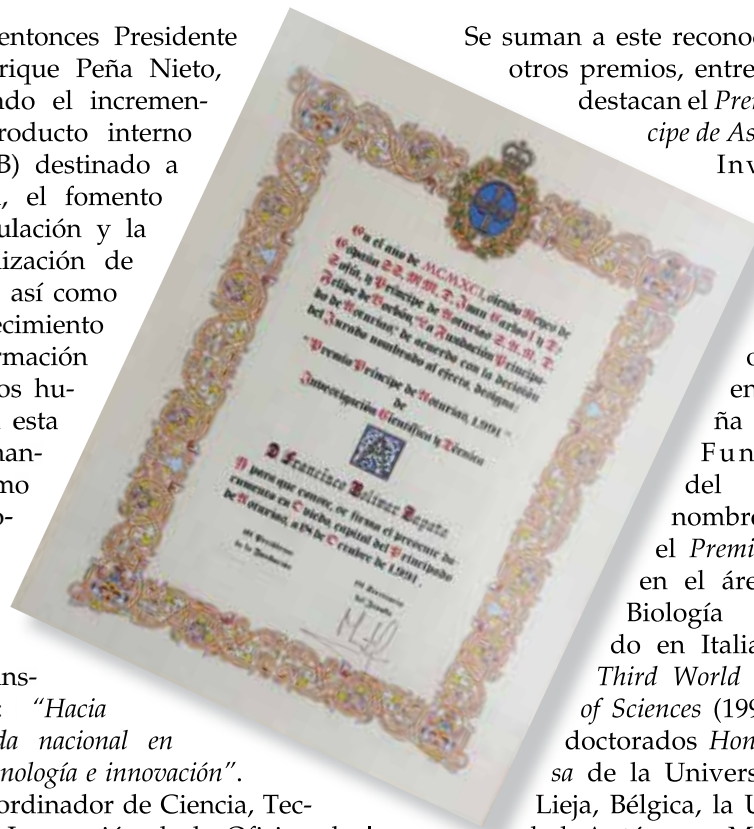 entonces Presidente
rique Peña Nieto,
ndo el incremen-
roducto interno
B) destinado a
, el fomento
ulación y la
ización de
así como
ecimiento
rmación
os hu-
esta
man-
mo
o-
ns-
: “Hacia
da nacional en
nología e innovación”.
ordinador de Ciencia, Tec-
En el año de MCMXCI, siendo Reyes de
España SS. MM. D. Juan Carlos I y D.ª
Sofía, y Príncipe de Asturias S.A.R. D.
Felipe de Borbón, “La Fundación Principa-
do de Asturias” de acuerdo con la decisión
del Jurado nombrado al efecto, designa:
“Premio Príncipe de Asturias, 1991”
de
Investigación Científica y Técnica
A
D. Francisco Bolívar Zapata
Y para que conste, se firma el presente do-
cumento en Oviedo, capital del Principado
de Asturias, a 18 de Octubre de 1991.
El Presidente
de la Fundación
El Secretario
del Jurado
Se suman a este recono
otros premios, entre
destacan el Pre
cipe de As
Inv
o
en
ña
Fun
del
nombre
el Premi
en el áre
Biología
do en Italia
Third World
of Sciences (199
doctorados Hon
sa de la Univers
Lieja, Bélgica, la U